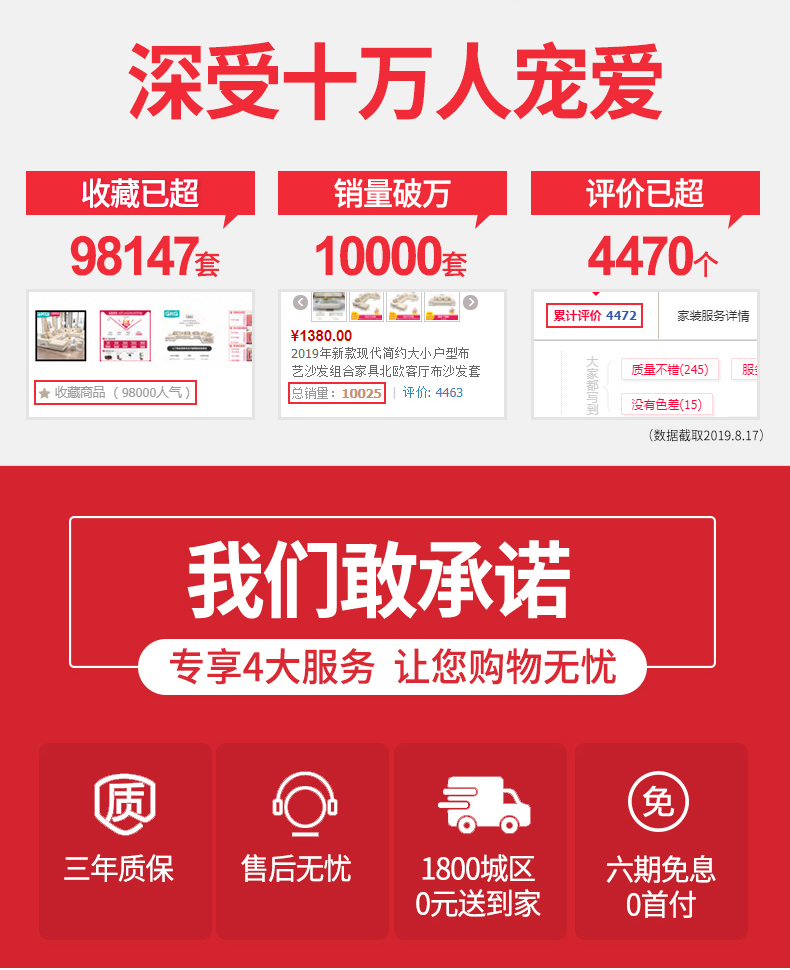 深受十万人宠爱
收藏已超
98147套
销量破万
10000套
评价已超
4470个
GKG
GKG
收藏商品 （98000人气）
¥1380.00
2019年新款现代简约大小户型布
艺沙发组合家具北欧客厅布沙发套
总销量：10025 | 评价: 4463
累计评价 4472
家装服务详情
大家都写到
质量不错(245)
服
没有色差(15)
（数据截取2019.8.17）
我们敢承诺
专享4大服务 让您购物无忧
质
三年质保
售后无忧
1800城区
0元送到家
免
六期免息
0首付